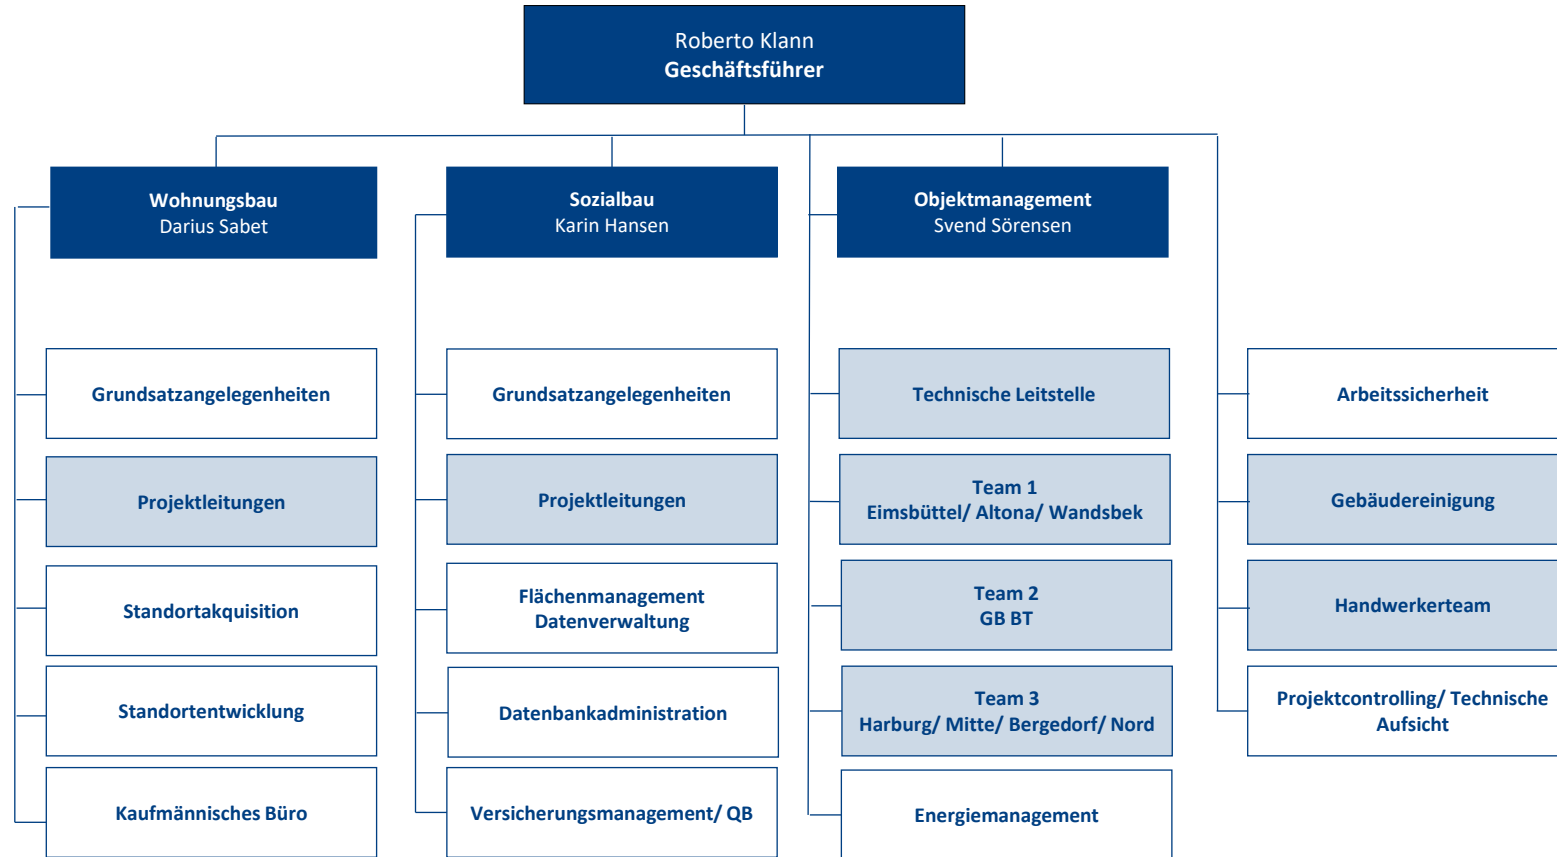 Roberto Klann
Geschäftsführer
Wohnungsbau
Darius Sabet
Sozialbau
Karin Hansen
Objektmanagement
Svend Sörensen
Grundsatzangelegenheiten
Grundsatzangelegenheiten
Technische Leitstelle
Arbeitssicherheit
Projektleitungen
Projektleitungen
Team 1
Eimsbüttel/ Altona/ Wandsbek
Gebäudereinigung
Standortakquisition
Flächenmanagement
Datenverwaltung
Team 2
GB BT
Handwerkerteam
Standortentwicklung
Datenbankadministration
Team 3
Harburg/ Mitte/ Bergedorf/ Nord
Projektcontrolling/ Technische
Aufsicht
Kaufmännisches Büro
Versicherungsmanagement/ QB
Energiemanagement